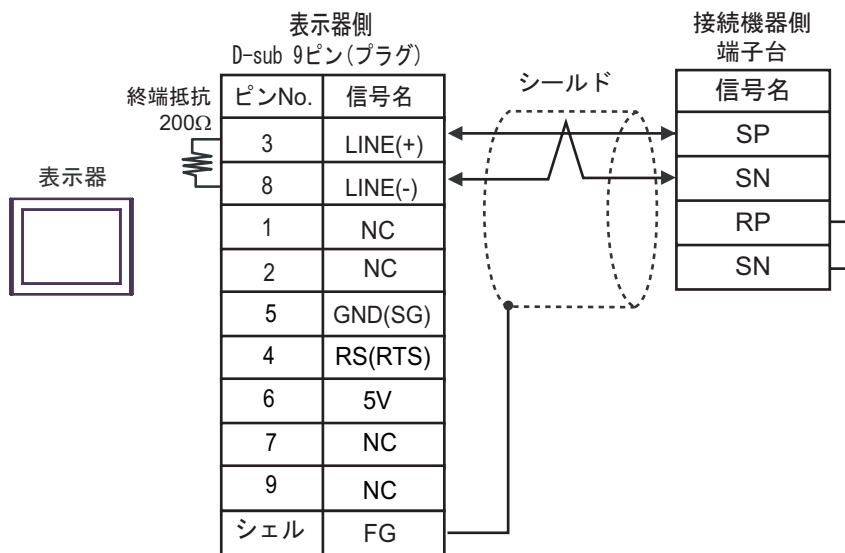 表示器側
D-sub 9ピン(プラグ)
接続機器側
端子台
終端抵抗
200Ω
シールド
表示器
ピンNo. 信号名
3 LINE(+)
8 LINE(-)
1 NC
2 NC
5 GND(SG)
4 RS(RTS)
6 5V
7 NC
9 NC
シェル FG
信号名
SP
SN
RP
SN